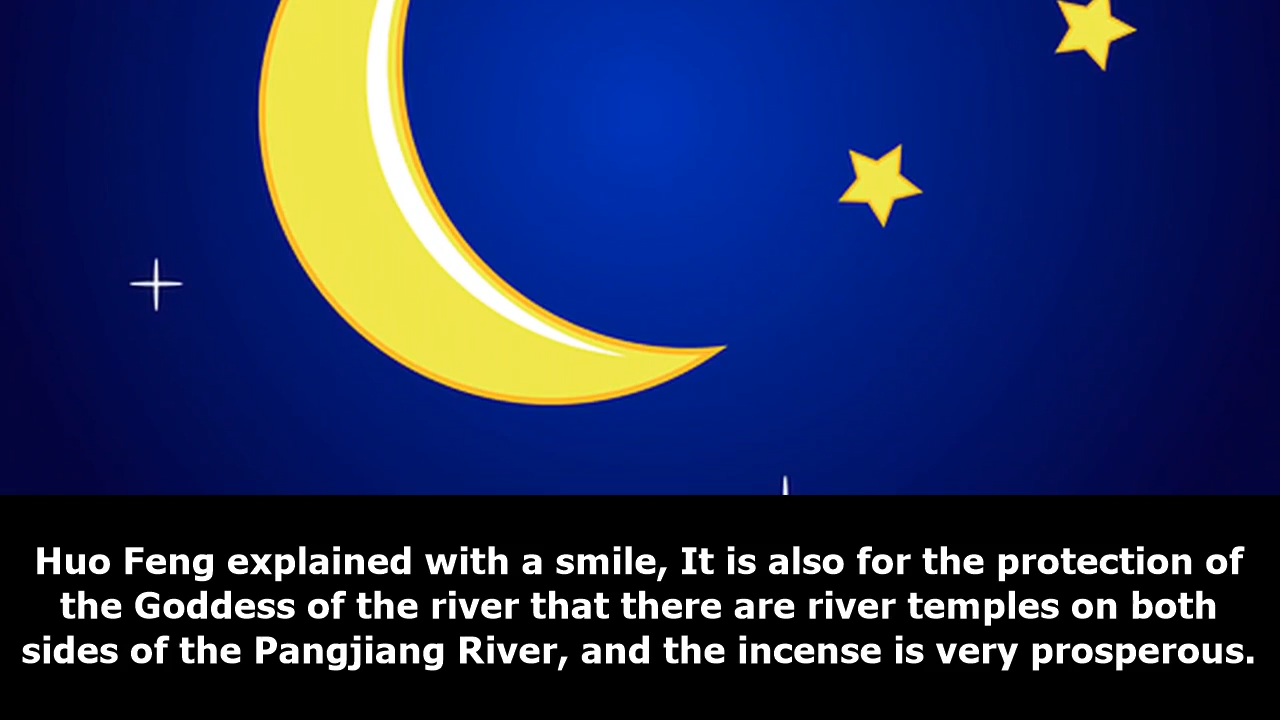 Huo Feng explained with a smile, It is also for the protection of
the Goddess of the river that there are river temples on both
sides of the Pangjiang River, and the incense is very prosperous.